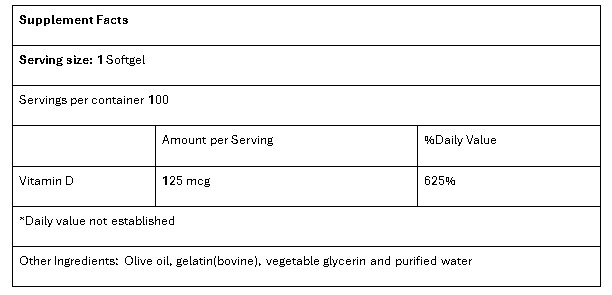 Supplement Facts
Serving size: 1 Softgel
Servings per container 100
Amount per Serving %Daily Value
Vitamin D 125 mcg 625%
*Daily value not established
Other Ingredients: Olive oil, gelatin(bovine), vegetable glycerin and purified water